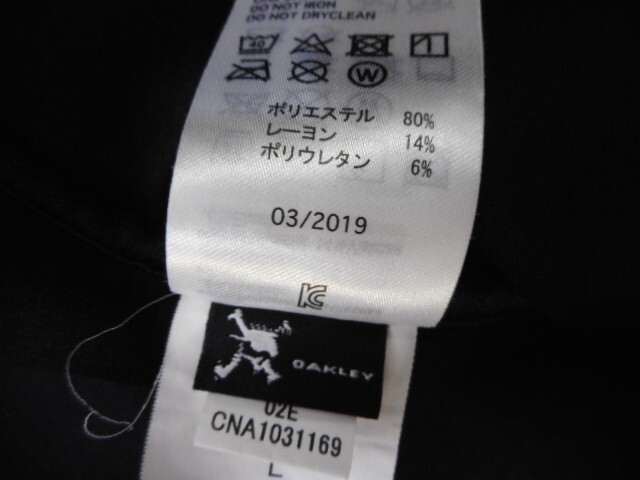 DO NOT IRON
DO NOT DRYCLEAN
40
W
ポリエステル 80%
レーヨン 14%
ポリウレタン 6%
03/2019
OAKLEY
02E
CNA1031169
L